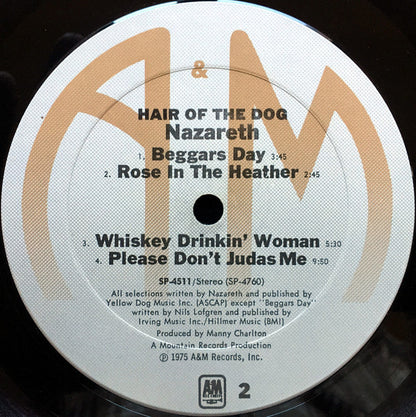 A & M
HAIR OF THE DOG
Nazareth
1. Beggars Day 3:45
2. Rose In The Heather 2:45
3. Whiskey Drinkin' Woman 5:30
4. Please Don't Judas Me 9:50
SP-4511/Stereo (SP-4760)
All selections written by Nazareth and published by
Yellow Dog Music Inc. (ASCAP) except "Beggars Day"
written by Nils Lofgren and published by
Irving Music Inc./Hillmer Music (BMI)
Produced by Manny Charlton
A Mountain Records Production
℗ 1975 A&M Records, Inc.
A&M
RECORDS
2